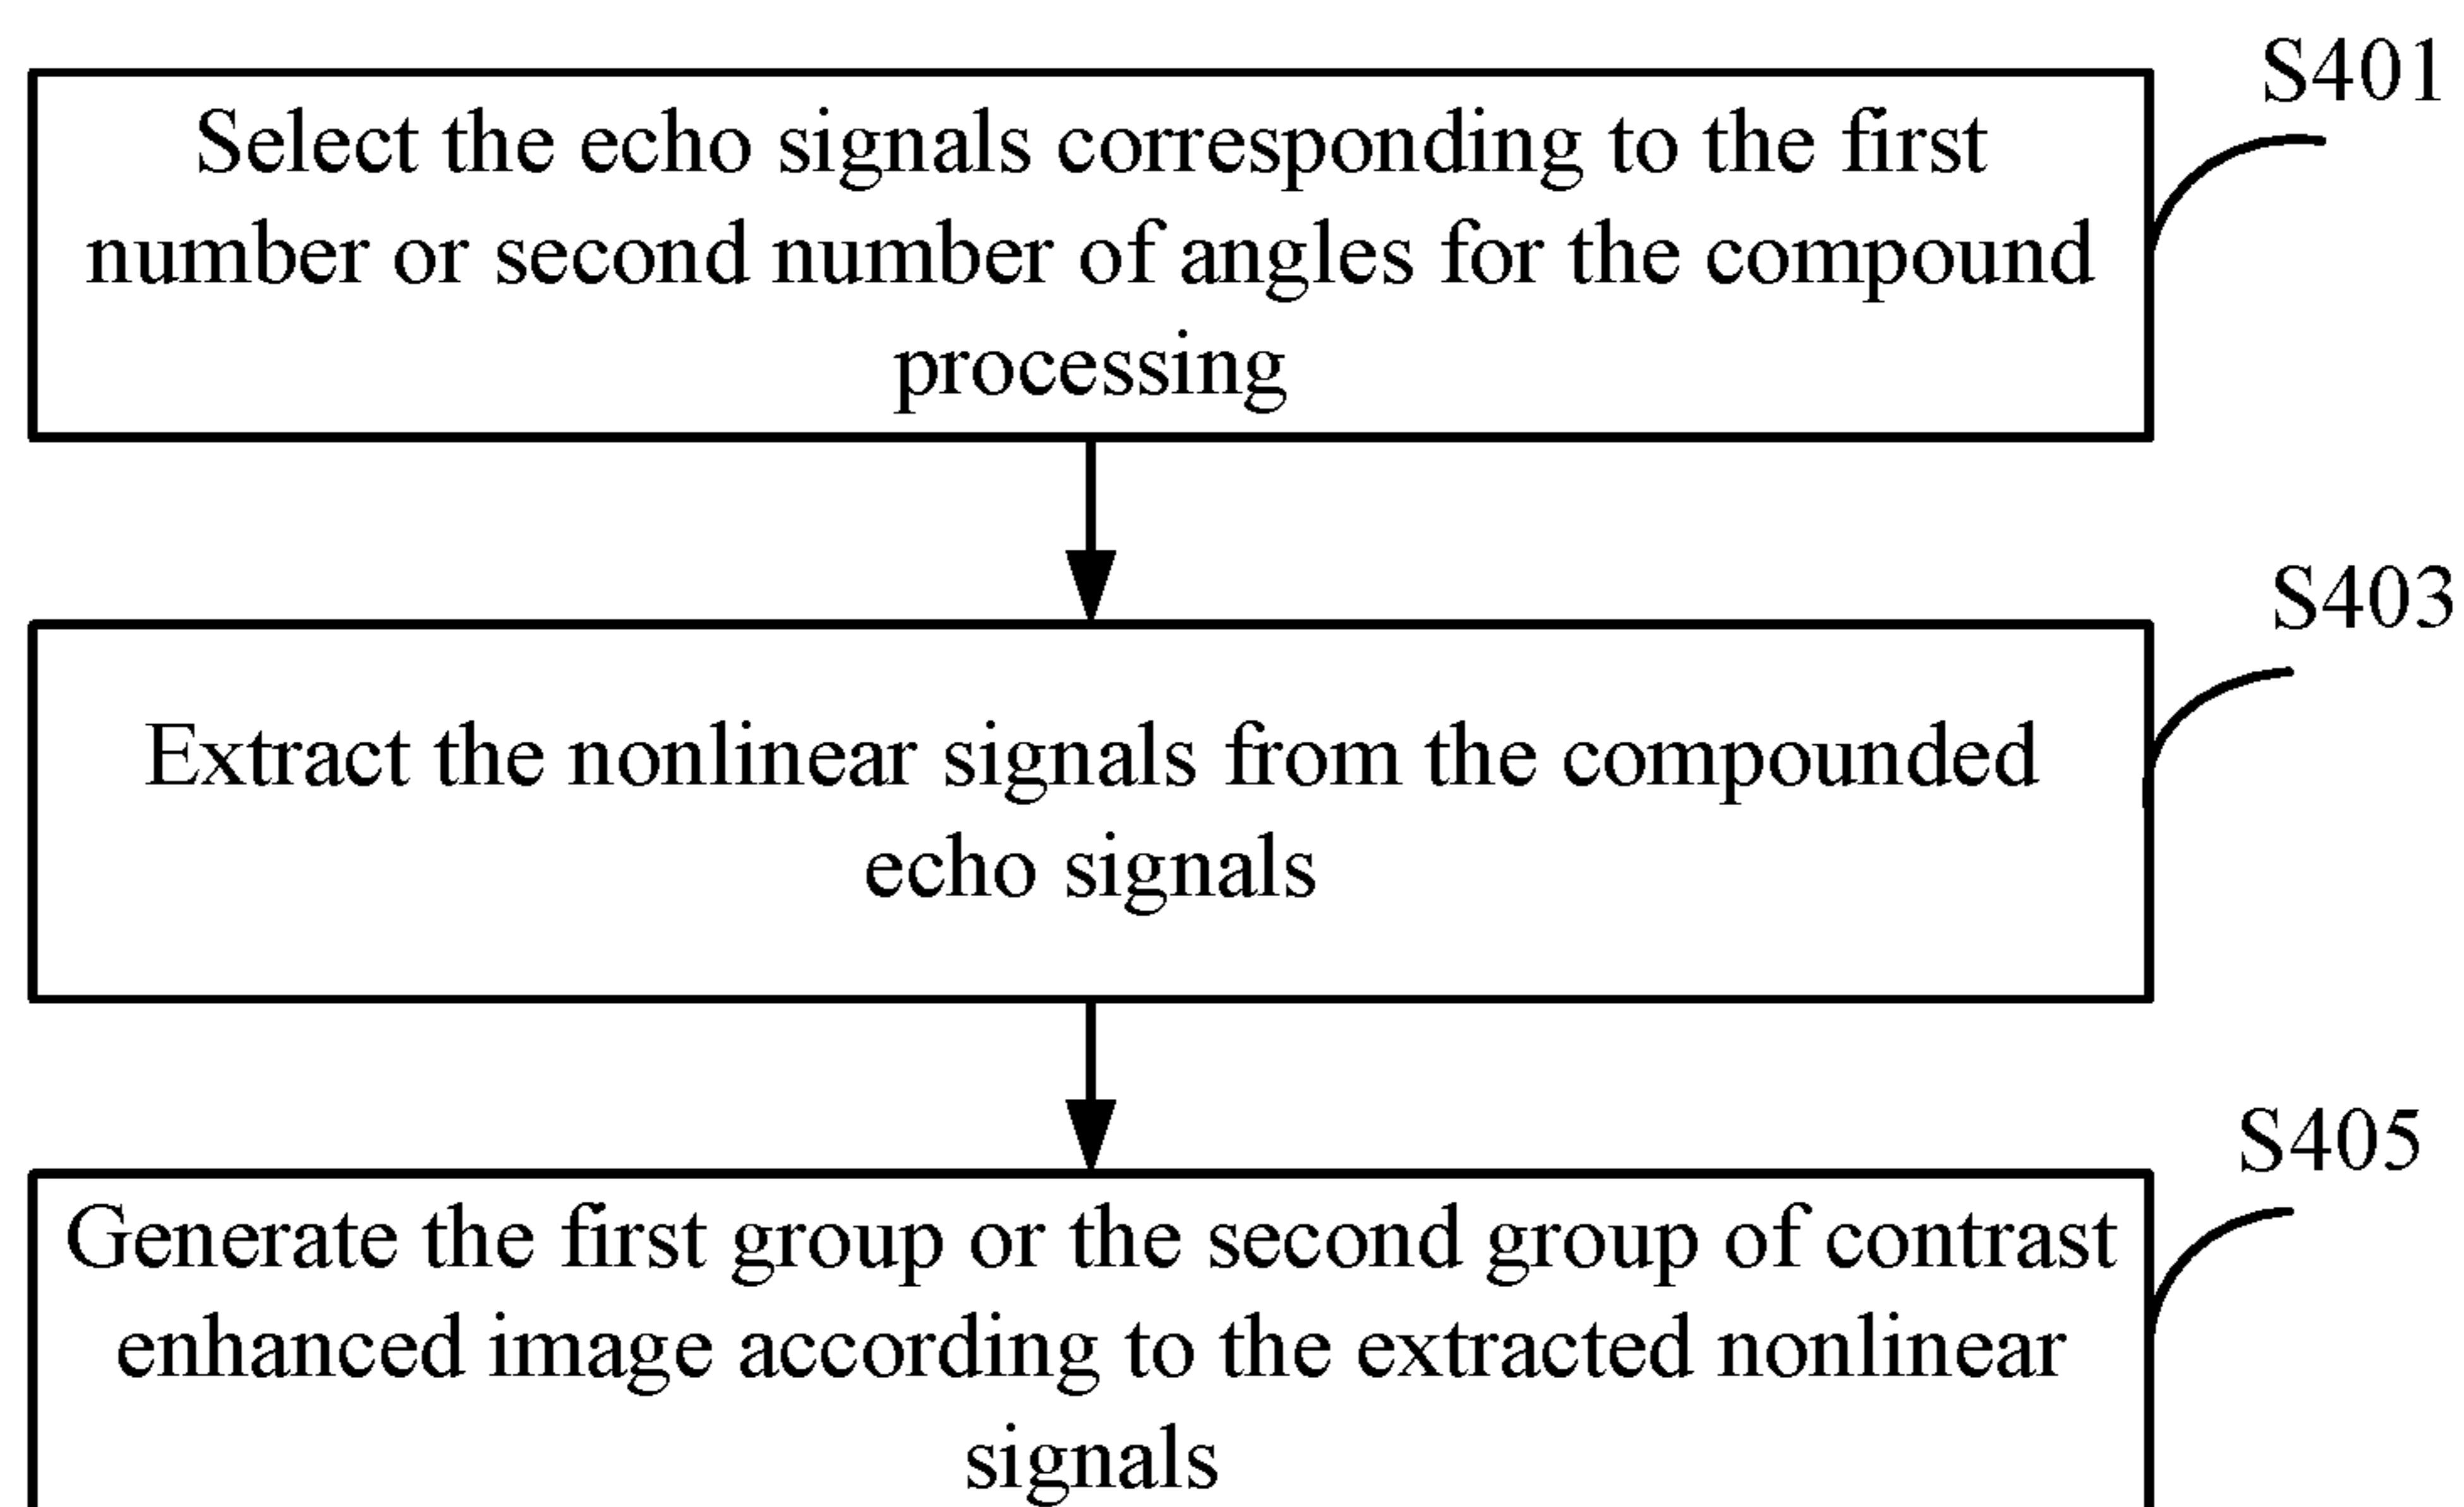 S401
Select the echo signals corresponding to the first
number or second number of angles for the compound
processing
S403
Extract the nonlinear signals from the compounded
echo signals
S405
Generate the first group or the second group of contrast
enhanced image according to the extracted nonlinear
signals